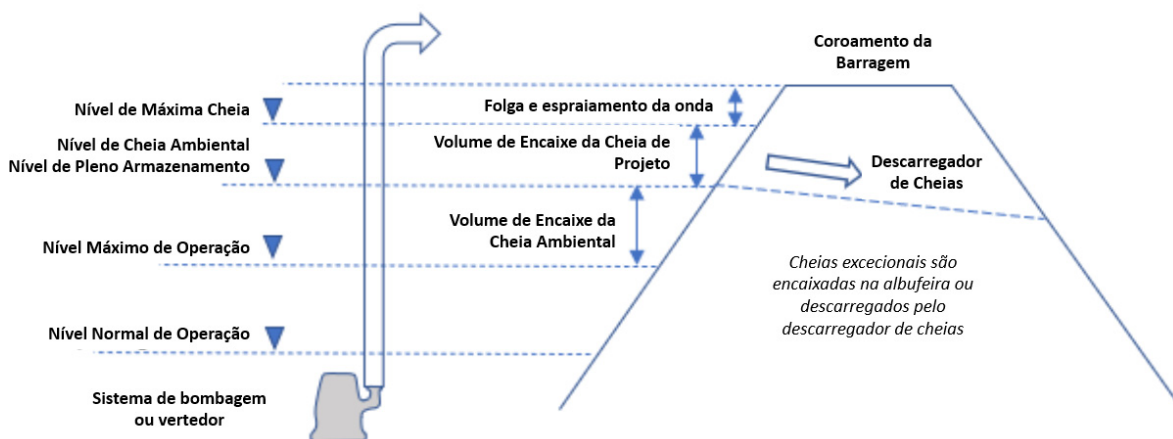 Coroamento da
Barragem
Nível de Máxima Cheia
Folga e espraiamento da onda
Nível de Cheia Ambiental
Nível de Pleno Armazenamento
Volume de Encaixe da Cheia de
Projeto
Descarregador
de Cheias
Volume de Encaixe da
Cheia Ambiental
Nível Máximo de Operação
Cheias excecionais são
encaixadas na albufeira ou
descarregados pelo
descarregador de cheias
Nível Normal de Operação
Sistema de bombagem
ou vertedor